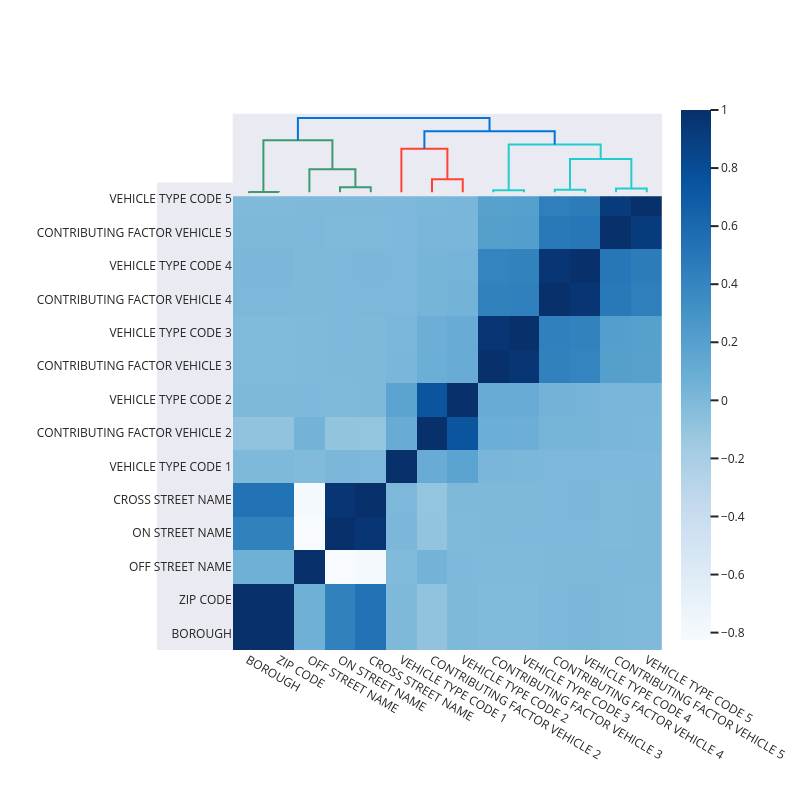 VEHICLE TYPE CODE 5
CONTRIBUTING FACTOR VEHICLE 5
VEHICLE TYPE CODE 4
CONTRIBUTING FACTOR VEHICLE 4
VEHICLE TYPE CODE 3
CONTRIBUTING FACTOR VEHICLE 3
VEHICLE TYPE CODE 2
CONTRIBUTING FACTOR VEHICLE 2
VEHICLE TYPE CODE 1
CROSS STREET NAME
ON STREET NAME
OFF STREET NAME
ZIP CODE
BOROUGH
BOROUGH
ZIP CODE
OFF STREET NAME
ON STREET NAME
CROSS STREET NAME
VEHICLE TYPE CODE 1
CONTRIBUTING FACTOR VEHICLE 2
VEHICLE TYPE CODE 2
CONTRIBUTING FACTOR VEHICLE 3
VEHICLE TYPE CODE 3
CONTRIBUTING FACTOR VEHICLE 4
VEHICLE TYPE CODE 4
CONTRIBUTING FACTOR VEHICLE 5
VEHICLE TYPE CODE 5
1
0.8
0.6
0.4
0.2
0
−0.2
−0.4
−0.6
−0.8